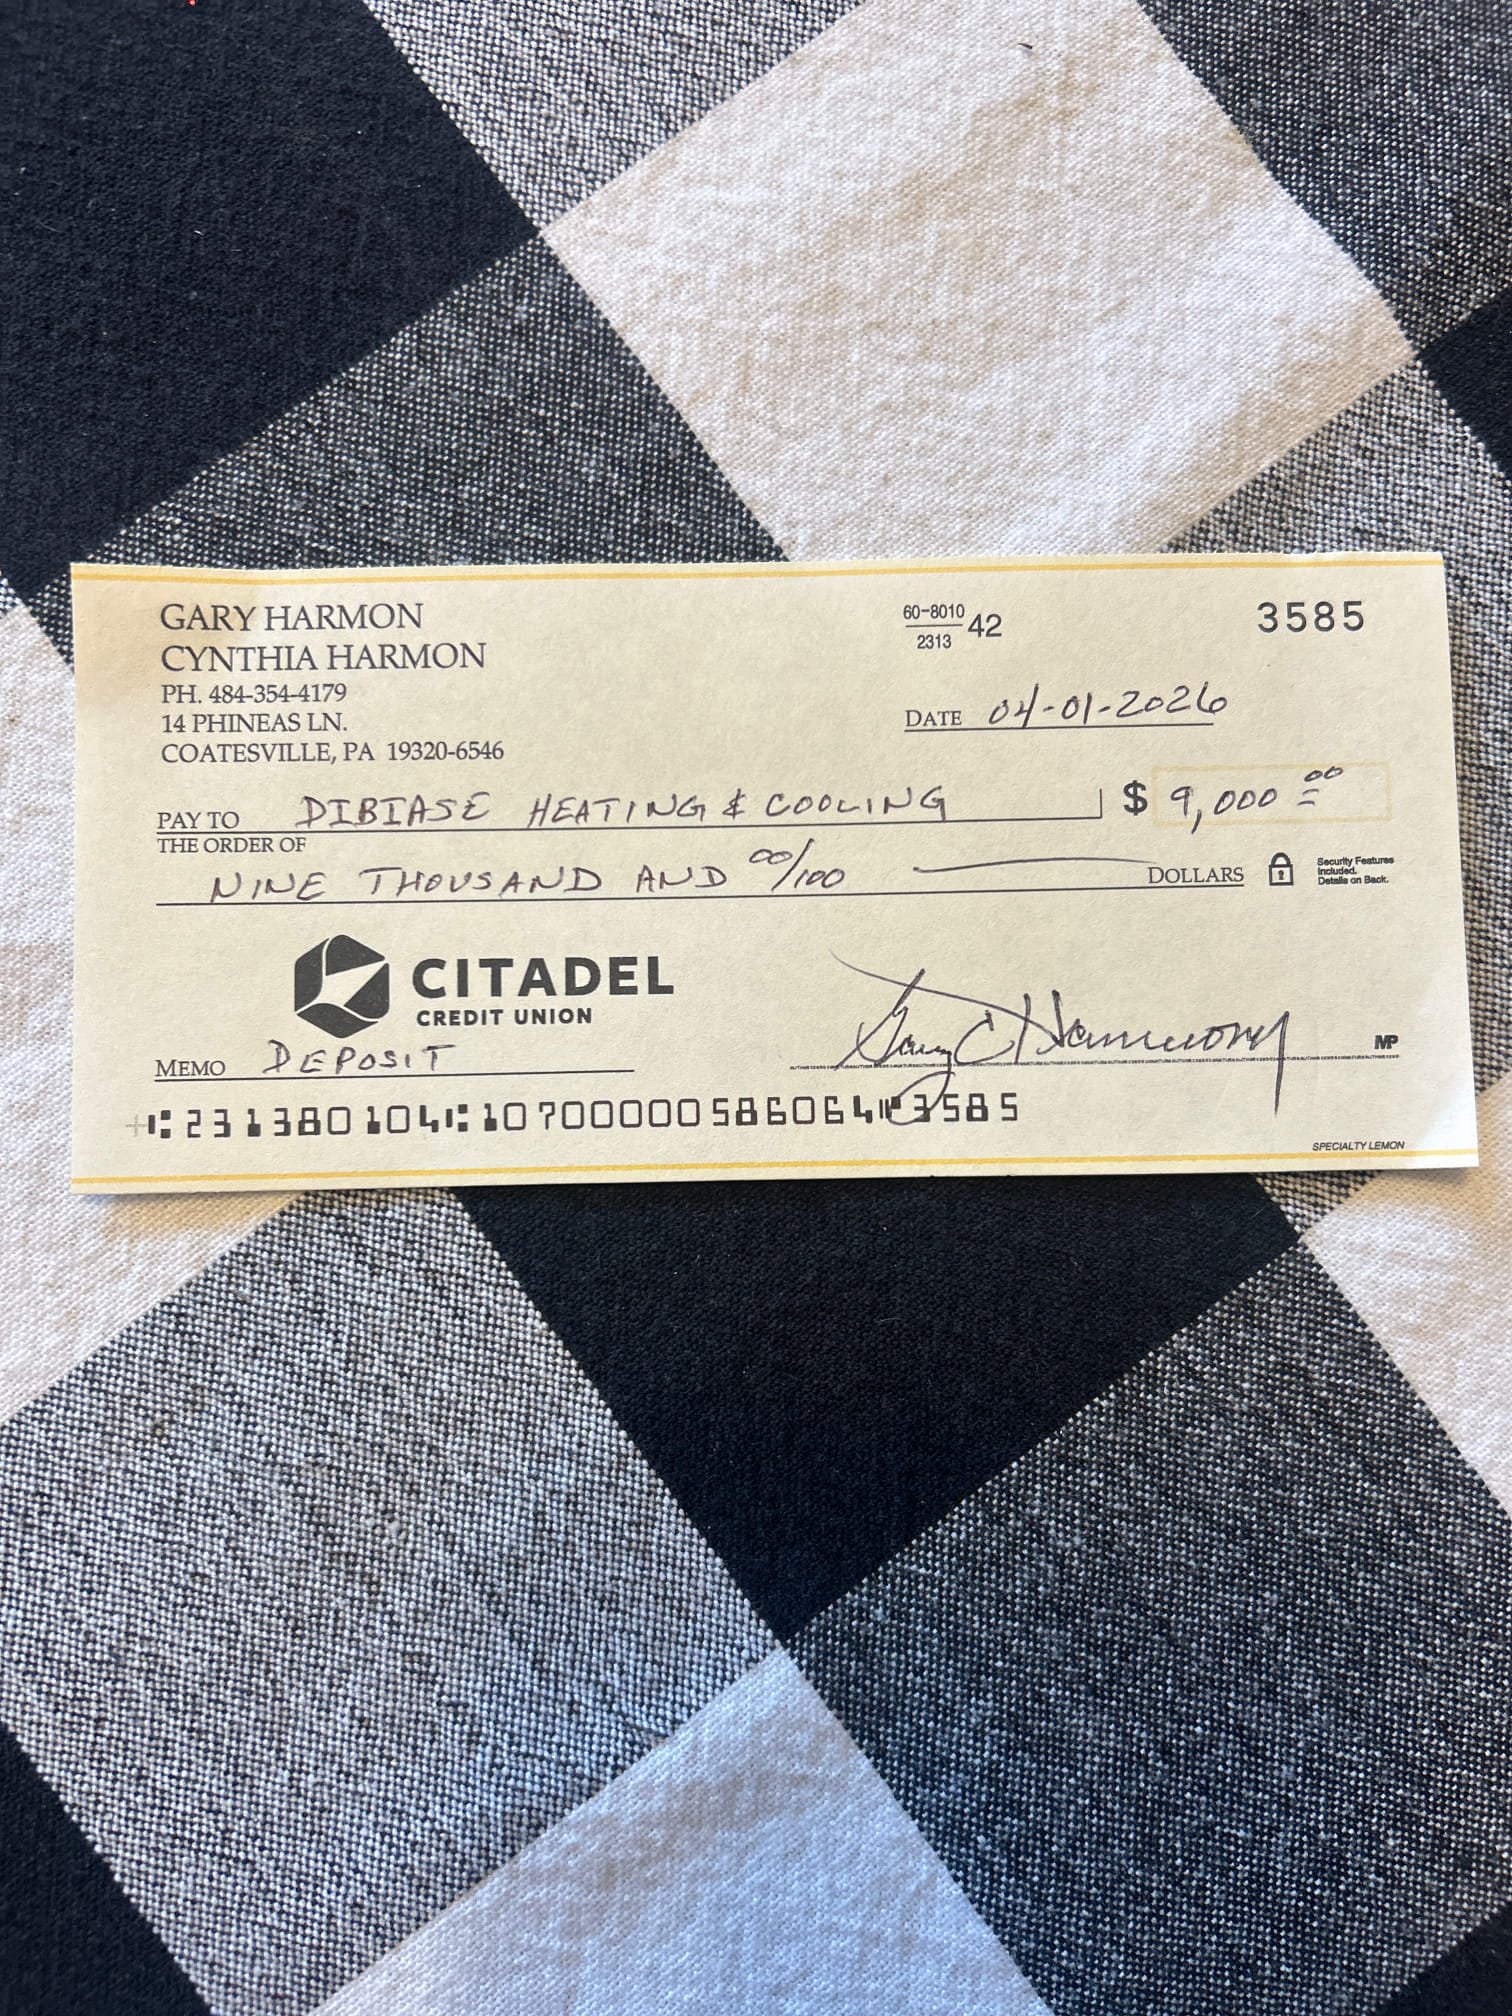 GARY HARMON
CYNTHIA HARMON
PH. 484-354-4179
14 PHINEAS LN.
COATESVILLE, PA 19320-6546
60-8010
2313
42
3585
DATE 04-01-2026
PAY TO THE ORDER OF DIBIASE HEATING & COOLING $ 9,000 00
NINE THOUSAND AND 00/100 DOLLARS
Security Features
Included.
Details on Back.
CITADEL
CREDIT UNION
MEMO DEPOSIT
Gary C Harmon
MP
⑆231380104⑆10700000586064⑈3585
SPECIALTY LEMON